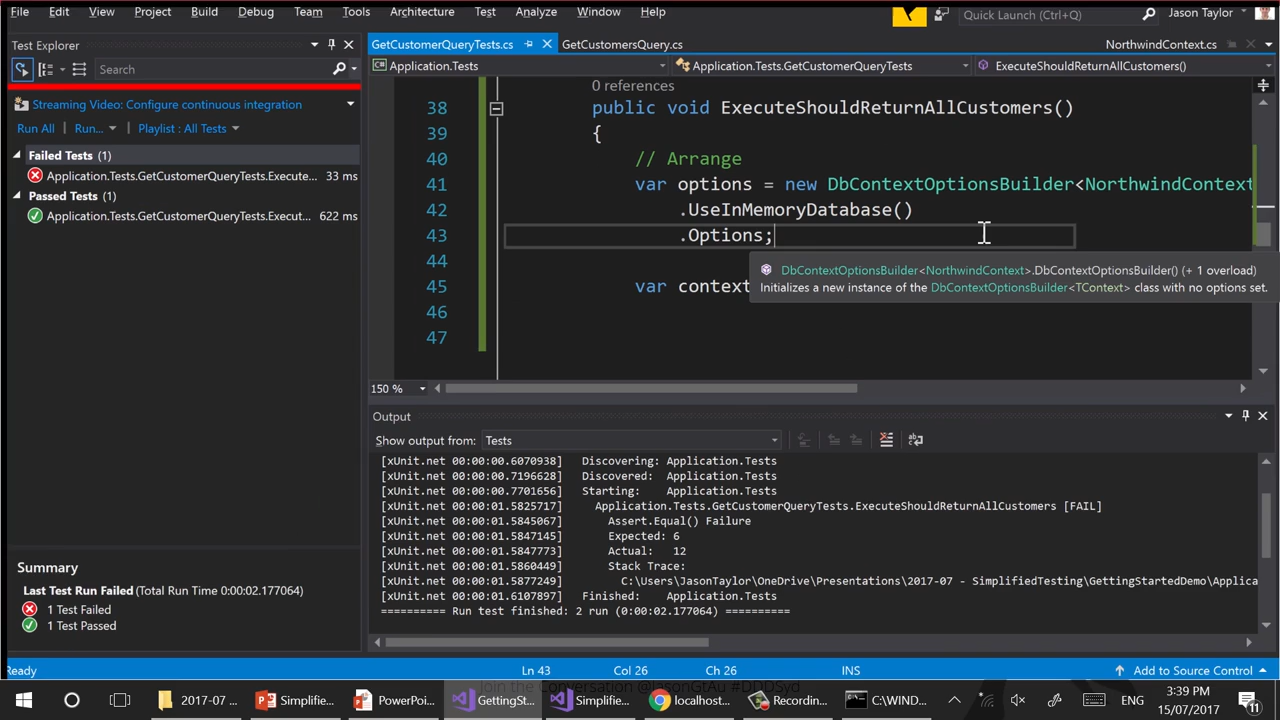 File Edit View Project Build Debug Team Tools Architecture Test Analyze Window Help Quick Launch (Ctrl+Q) Jason Taylor
Test Explorer
Search
Streaming Video: Configure continuous integration
Run All Run... Playlist : All Tests
Failed Tests (1)
Application.Tests.GetCustomerQueryTests.Execute... 33 ms
Passed Tests (1)
Application.Tests.GetCustomerQueryTests.Execut... 622 ms
Summary
Last Test Run Failed (Total Run Time 0:00:02.177064)
1 Test Failed
1 Test Passed
GetCustomerQueryTests.cs GetCustomersQuery.cs NorthwindContext.cs
Application.Tests Application.Tests.GetCustomerQueryTests ExecuteShouldReturnAllCustomers()
0 references
38 public void ExecuteShouldReturnAllCustomers()
39 {
40 // Arrange
41 var options = new DbContextOptionsBuilder<NorthwindContext
42 .UseInMemoryDatabase()
43 .Options;
44
DbContextOptionsBuilder<NorthwindContext>.DbContextOptionsBuilder() (+ 1 overload)
Initializes a new instance of the DbContextOptionsBuilder<TContext> class with no options set.
45 var context
46
47
150 %
Output
Show output from: Tests
[xUnit.net 00:00:00.6070938] Discovering: Application.Tests
[xUnit.net 00:00:00.7196628] Discovered: Application.Tests
[xUnit.net 00:00:00.7701656] Starting: Application.Tests
[xUnit.net 00:00:01.5825717] Application.Tests.GetCustomerQueryTests.ExecuteShouldReturnAllCustomers [FAIL]
[xUnit.net 00:00:01.5845067] Assert.Equal() Failure
[xUnit.net 00:00:01.5847145] Expected: 6
[xUnit.net 00:00:01.5847773] Actual: 12
[xUnit.net 00:00:01.5860449] Stack Trace:
[xUnit.net 00:00:01.5877249] C:\Users\JasonTaylor\OneDrive\Presentations\2017-07 - SimplifiedTesting\GettingStartedDemo\Applica
[xUnit.net 00:00:01.6107897] Finished: Application.Tests
========== Run test finished: 2 run (0:00:02.177064) ==========
Ready Ln 43 Col 26 Ch 26 INS Add to Source Control
Join the Conversation @JasonGtAu #DDDSyd
2017-07 ... Simplifie... PowerPoi... GettingSt... Simplifie... localhost... Recordin... C:\WIND... ENG 3:39 PM
15/07/2017 11